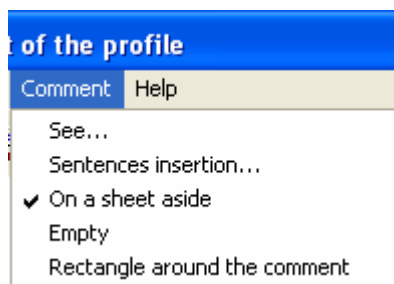 of the profile
Comment Help
See...
Sentences insertion...
On a sheet aside
Empty
Rectangle around the comment